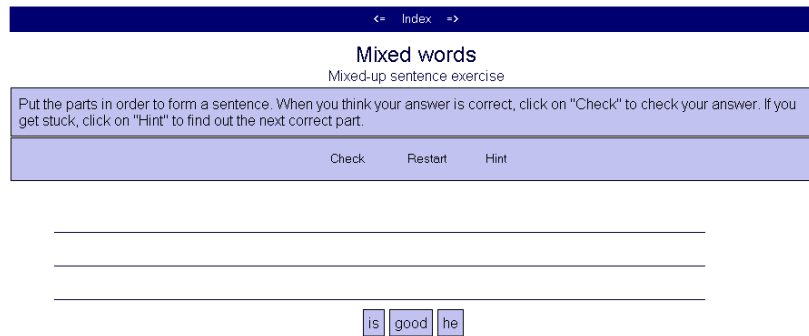 <= Index =>
Mixed words
Mixed-up sentence exercise
Put the parts in order to form a sentence. When you think your answer is correct, click on "Check" to check your answer. If you
get stuck, click on "Hint" to find out the next correct part.
Check Restart Hint
is good he